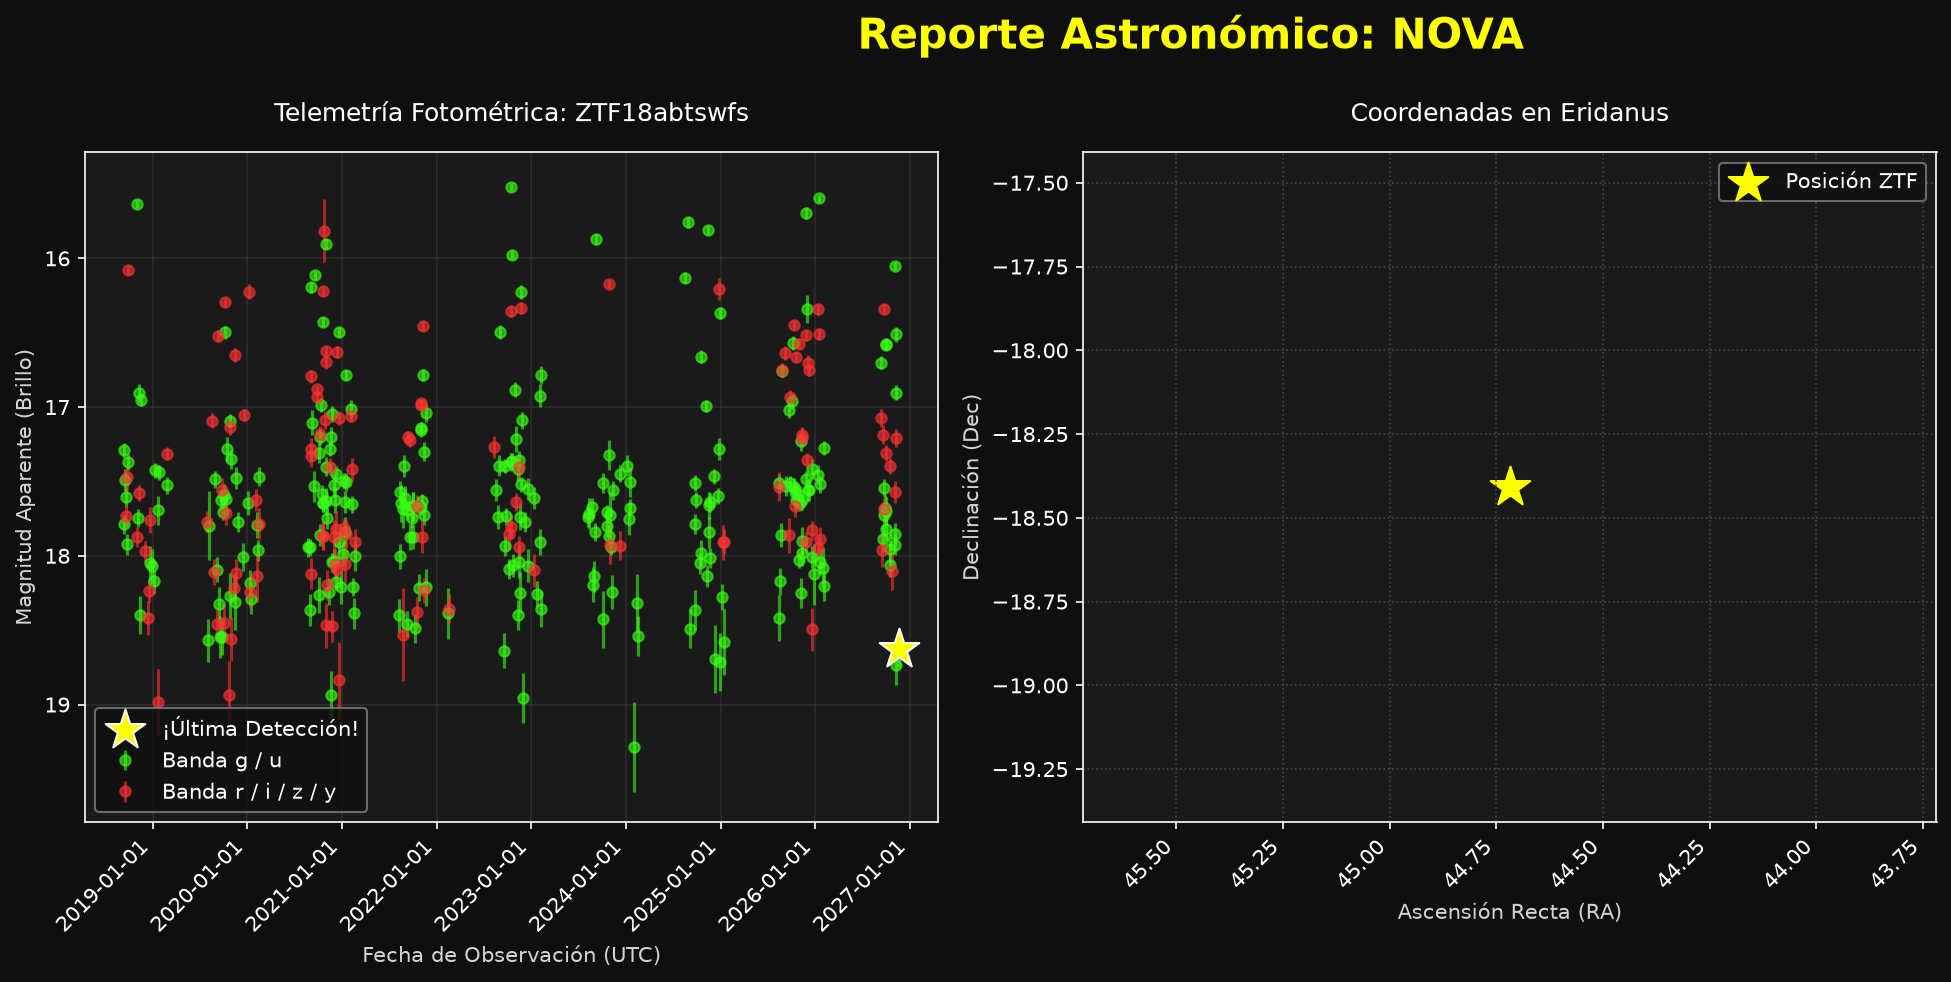 Reporte Astronómico: NOVA
Telemetría Fotométrica: ZTF18abtswfs
Magnitud Aparente (Brillo)
16
17
18
19
¡Última Detección!
Banda g / u
Banda r / i / z / y
2019-01-01
2020-01-01
2021-01-01
2022-01-01
2023-01-01
2024-01-01
2025-01-01
2026-01-01
2027-01-01
Fecha de Observación (UTC)
Coordenadas en Eridanus
Posición ZTF
Declinación (Dec)
−17.50
−17.75
−18.00
−18.25
−18.50
−18.75
−19.00
−19.25
45.50
45.25
45.00
44.75
44.50
44.25
44.00
43.75
Ascensión Recta (RA)